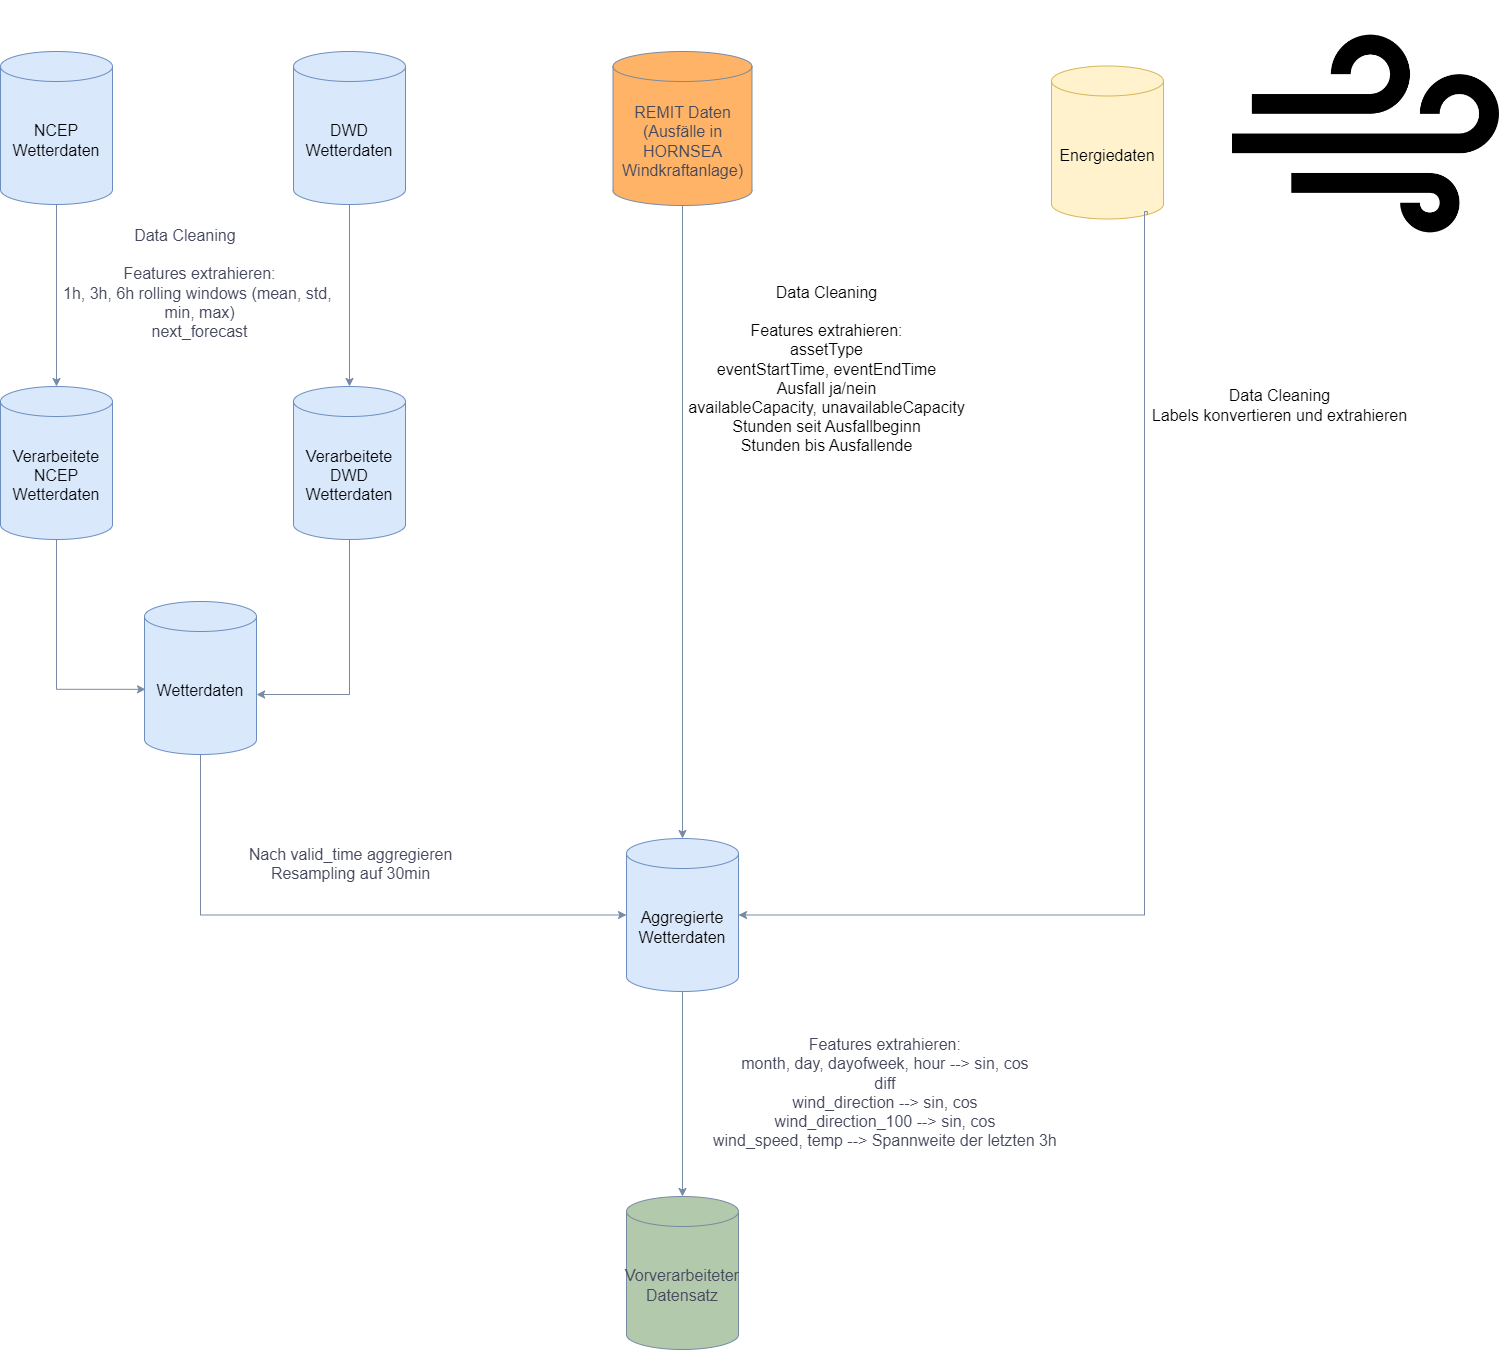 NCEP
Wetterdaten
DWD
Wetterdaten
REMIT Daten
(Ausfälle in
HORNSEA
Windkraftanlage)
Energiedaten
Data Cleaning
Features extrahieren:
1h, 3h, 6h rolling windows (mean, std,
min, max)
next_forecast
Data Cleaning
Features extrahieren:
assetType
eventStartTime, eventEndTime
Ausfall ja/nein
availableCapacity, unavailableCapacity
Stunden seit Ausfallbeginn
Stunden bis Ausfallende
Data Cleaning
Labels konvertieren und extrahieren
Verarbeitete
NCEP
Wetterdaten
Verarbeitete
DWD
Wetterdaten
Wetterdaten
Nach valid_time aggregieren
Resampling auf 30min
Aggregierte
Wetterdaten
Features extrahieren:
month, day, dayofweek, hour --> sin, cos
diff
wind_direction --> sin, cos
wind_direction_100 --> sin, cos
wind_speed, temp --> Spannweite der letzten 3h
Vorverarbeiteter
Datensatz